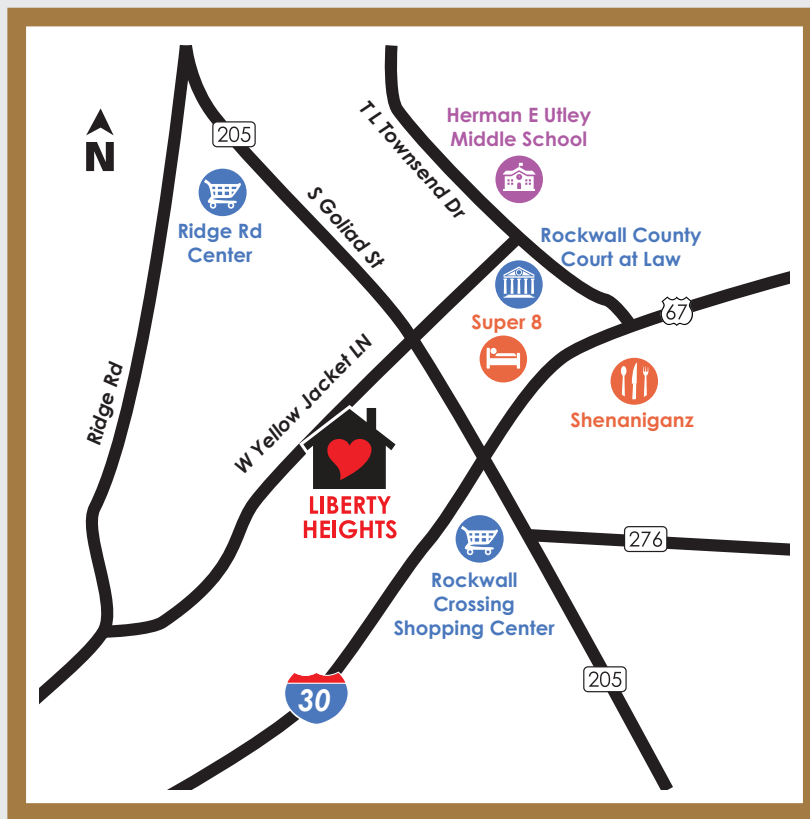 T L Townsend Dr
Herman E Utley
Middle School
N
205
S Goliad St
Ridge Rd
Center
Rockwall County
Court at Law
67
Super 8
Ridge Rd
W Yellow Jacket LN
Shenaniganz
LIBERTY
HEIGHTS
276
Rockwall
Crossing
Shopping Center
205
30